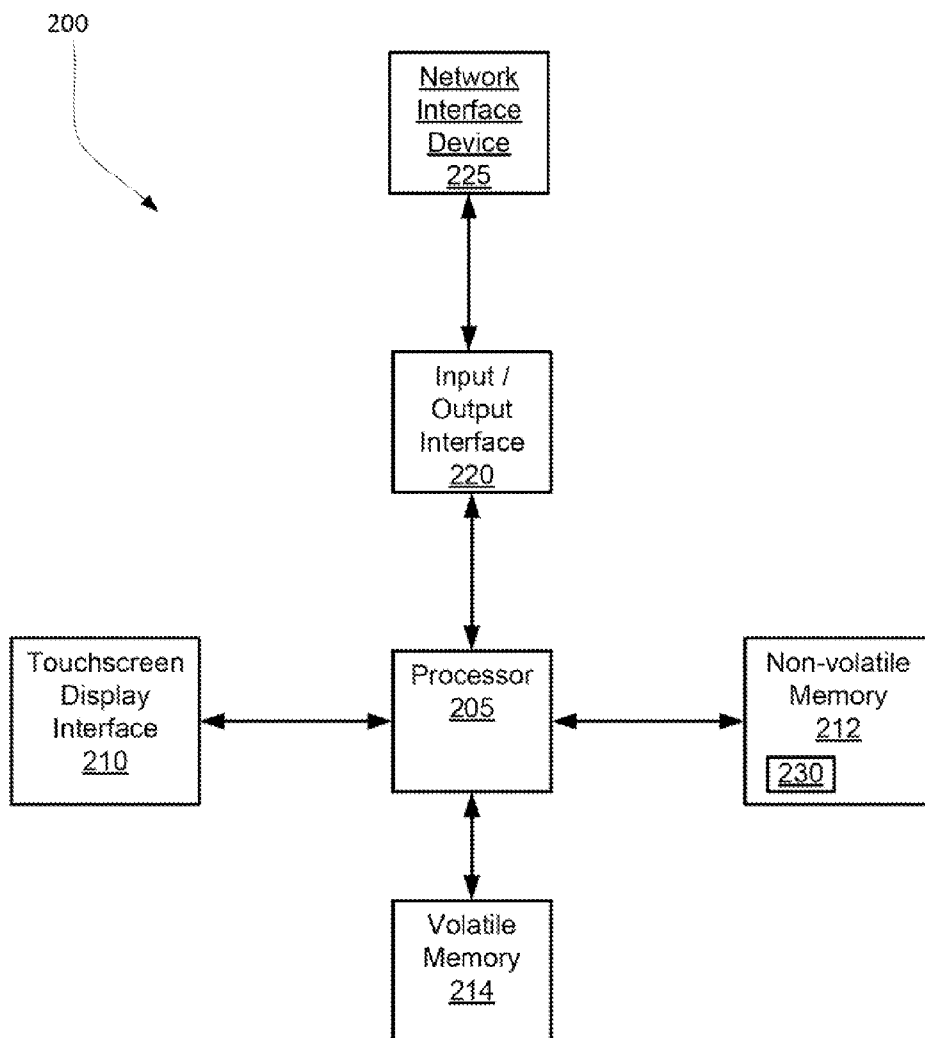 200
Network
Interface
Device
225
Input /
Output
Interface
220
Touchscreen
Display
Interface
210
Processor
205
Non-volatile
Memory
212
230
Volatile
Memory
214